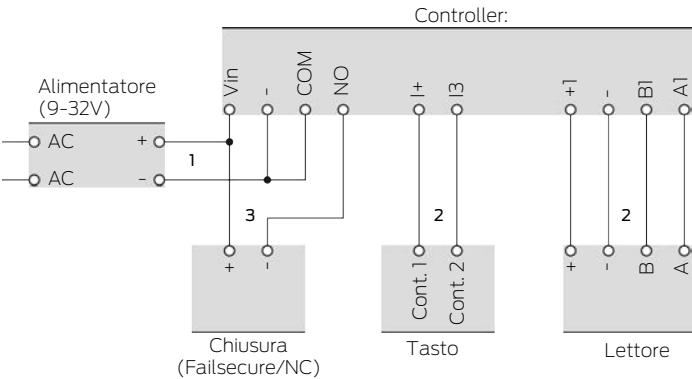 Controller:
Vin
-
COM
NO
I+
I3
+1
-
B1
A1
Alimentatore
(9-32V)
AC
+
AC
-
1
3
2
2
+
-
Cont. 1
Cont. 2
+
-
B
A
Chiusura
(Failsecure/NC)
Tasto
Lettore